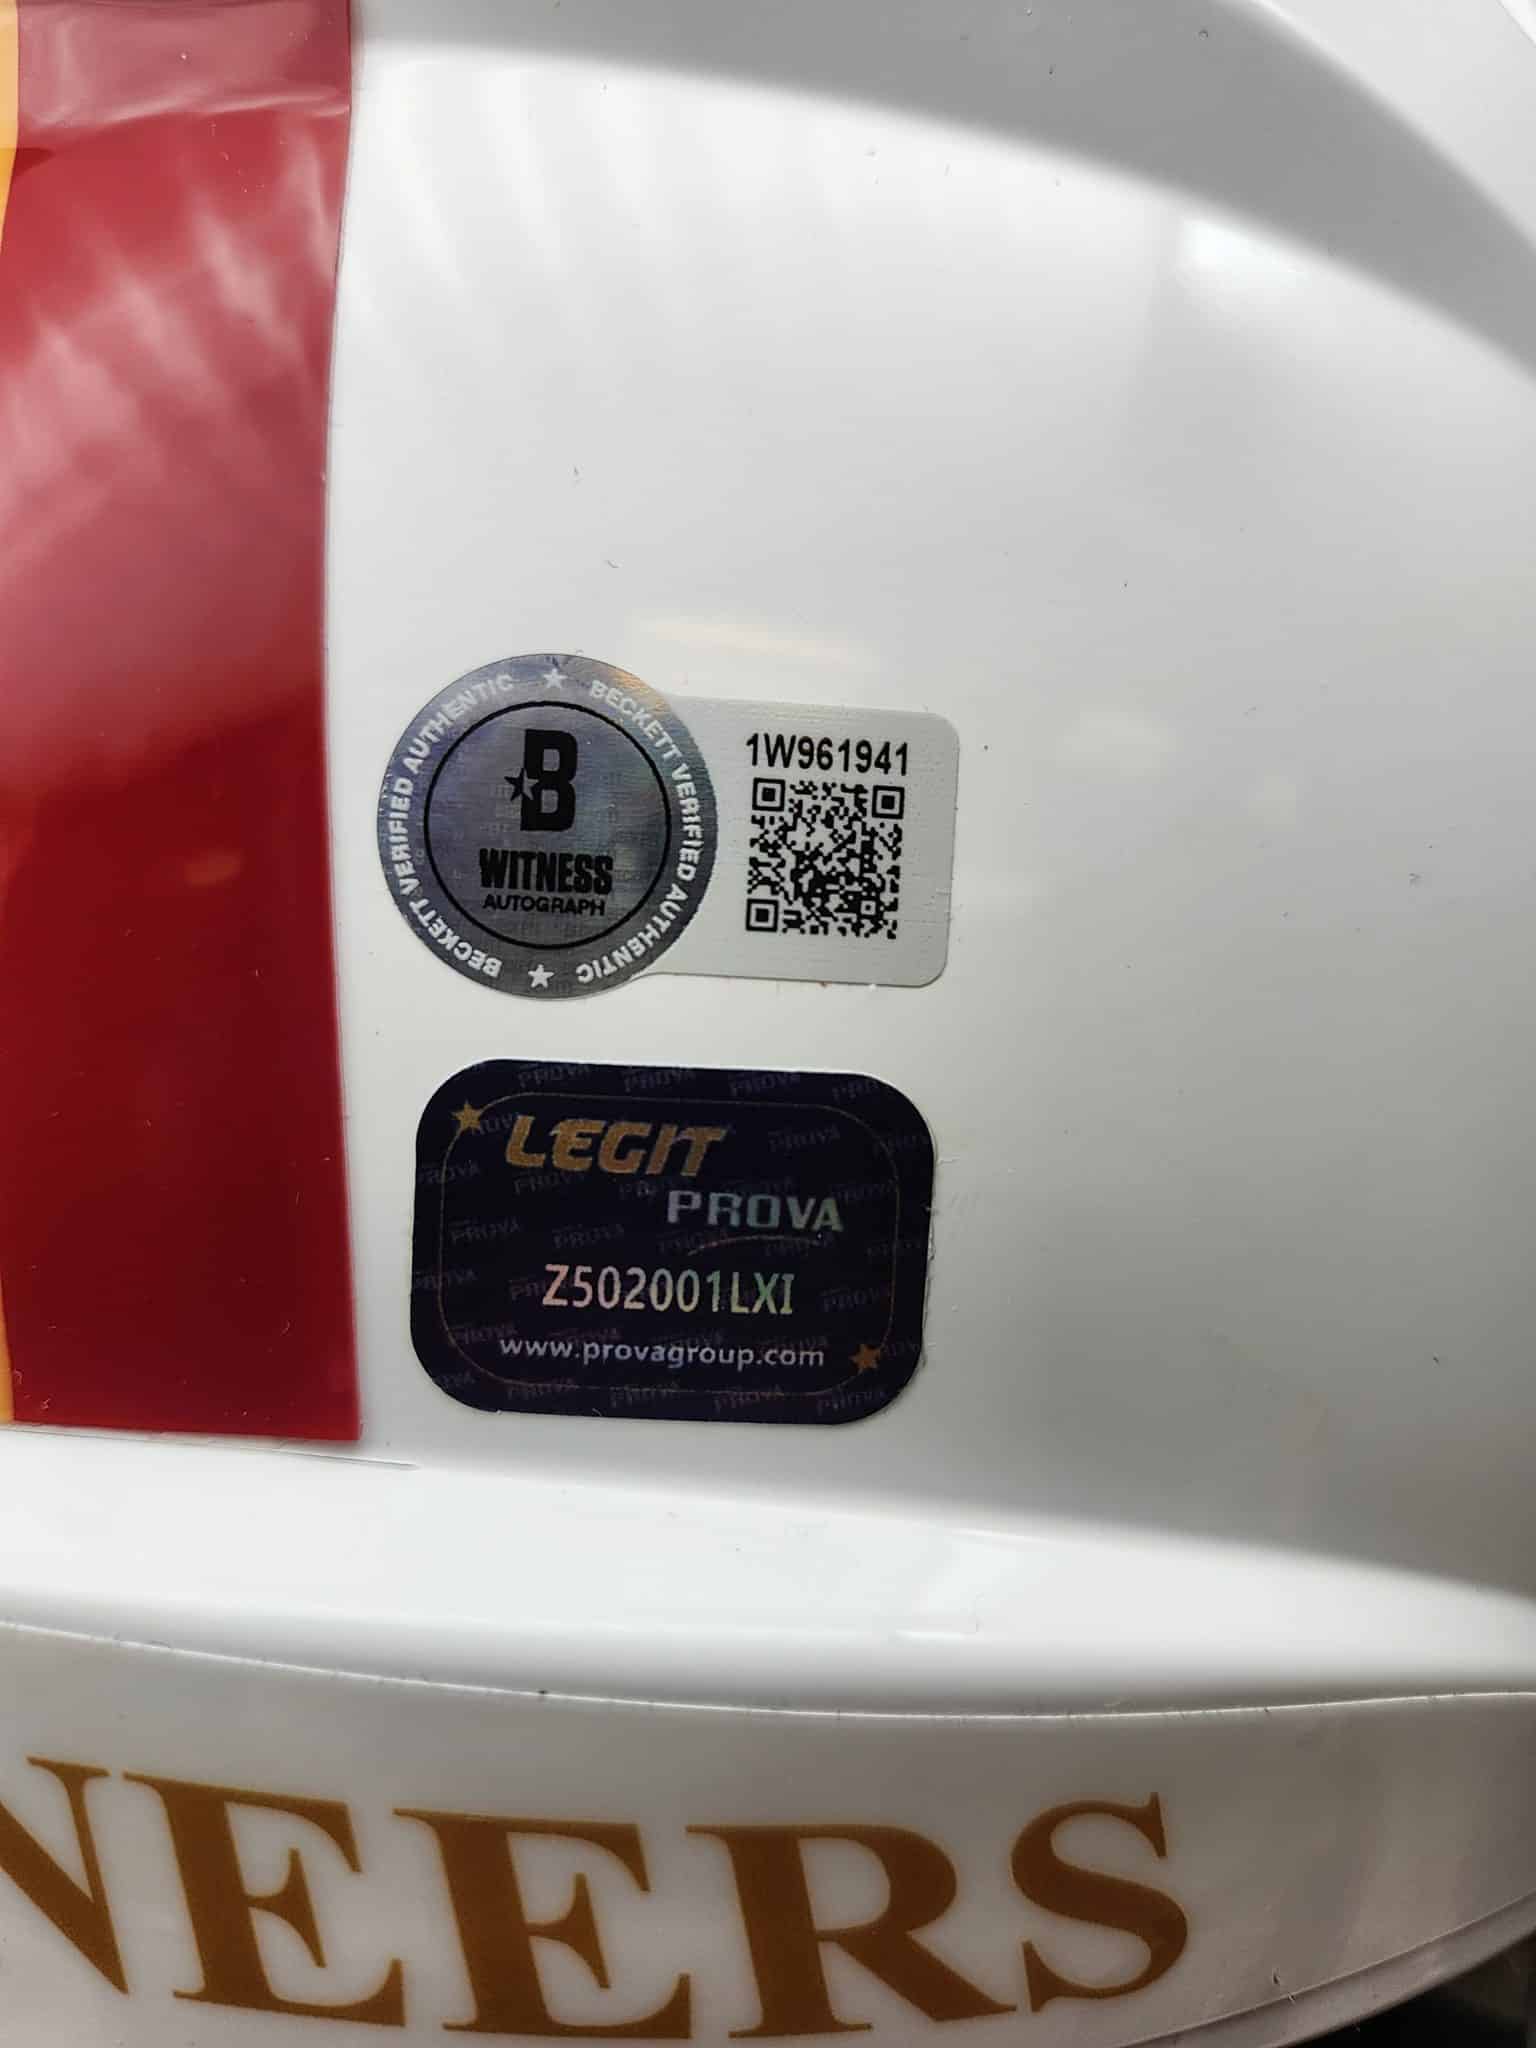 BECKETT VERIFIED AUTHENTIC ★ BECKETT VERIFIED AUTHENTIC ★
B
WITNESS
AUTOGRAPH
1W961941
LEGIT
PROVA
Z502001LXI
www.provagroup.com
NEERS